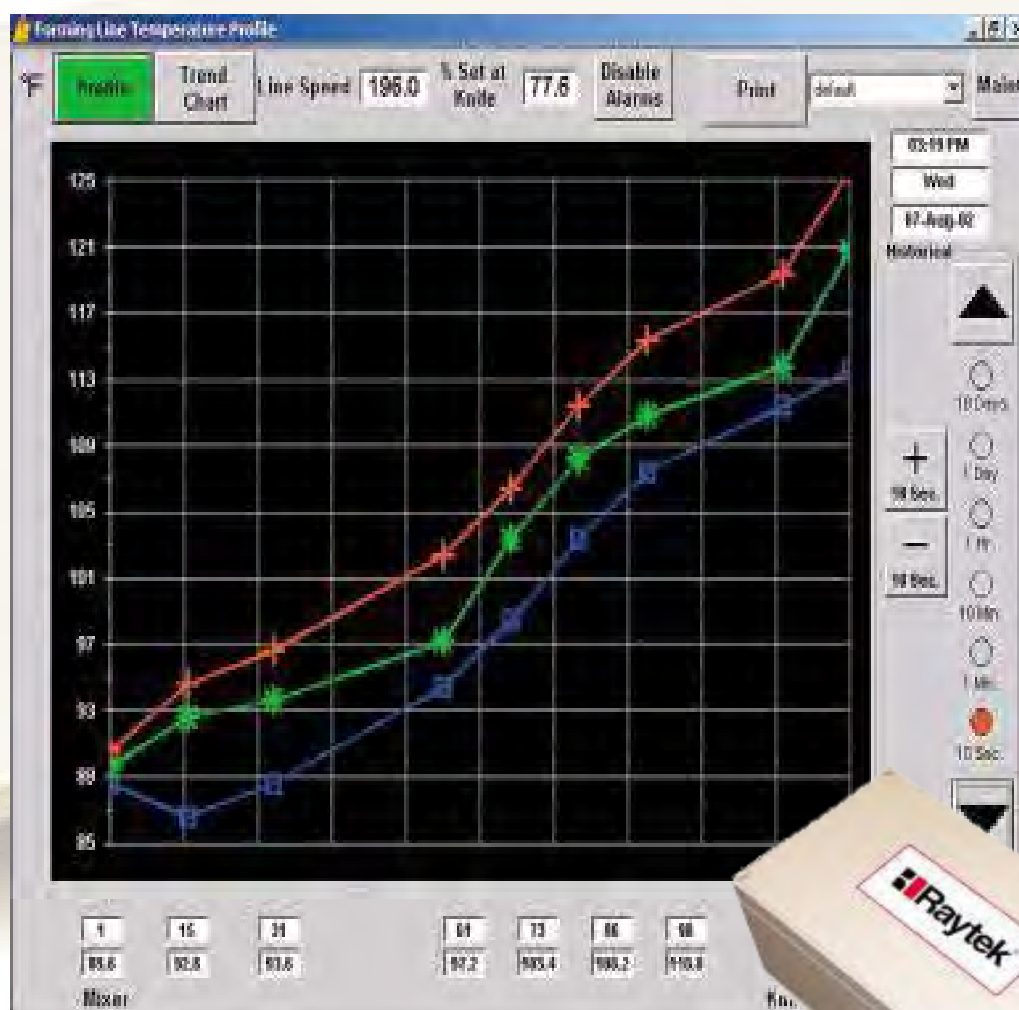 Forming Line Temperature Profile
°F
Profile
Trend Chart
Line Speed 196.0
% Set at Knife 77.6
Disable Alarms
Print
default
03:19 PM
Wed
07-Aug-02
Historical
125
121
117
113
109
105
101
97
93
89
85
10 Days
1 Day
1 Hr.
10 Min
1 Min.
10 Sec.
+
10 Sec.
-
10 Sec.
1 15 31 61 73 86 98
89.6 92.8 93.6 97.2 103.4 108.2 110.8
Mixer
Raytek